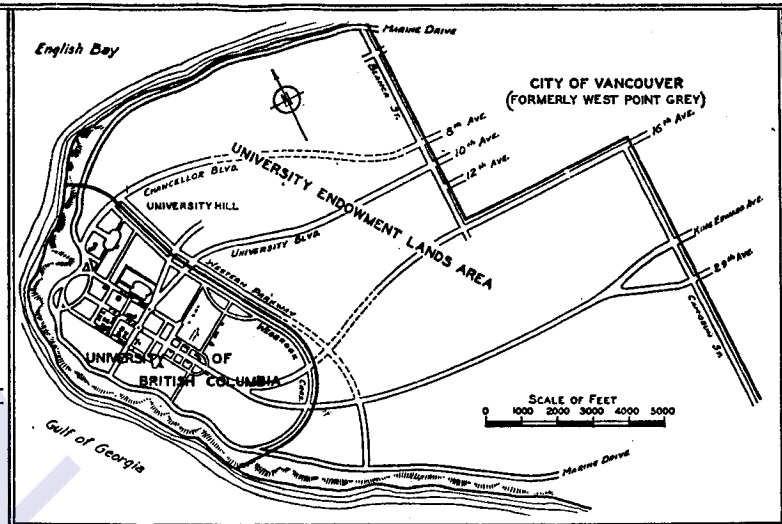 English Bay
MARINE DRIVE
BLANCA ST.
CITY OF VANCOUVER
(FORMERLY WEST POINT GREY)
8th AVE.
10th AVE.
12th AVE.
16th AVE.
CHANCELLOR BLVD.
UNIVERSITY HILL
UNIVERSITY ENDOWMENT LANDS AREA
UNIVERSITY BLVD.
WESTERN PARKWAY
WESBROOK
CRES.
KING EDWARD AVE.
29th AVE.
CAMOSUN ST.
UNIVERSITY OF
BRITISH COLUMBIA
SCALE OF FEET
0 1000 2000 3000 4000 5000
Gulf of Georgia
MARINE DRIVE